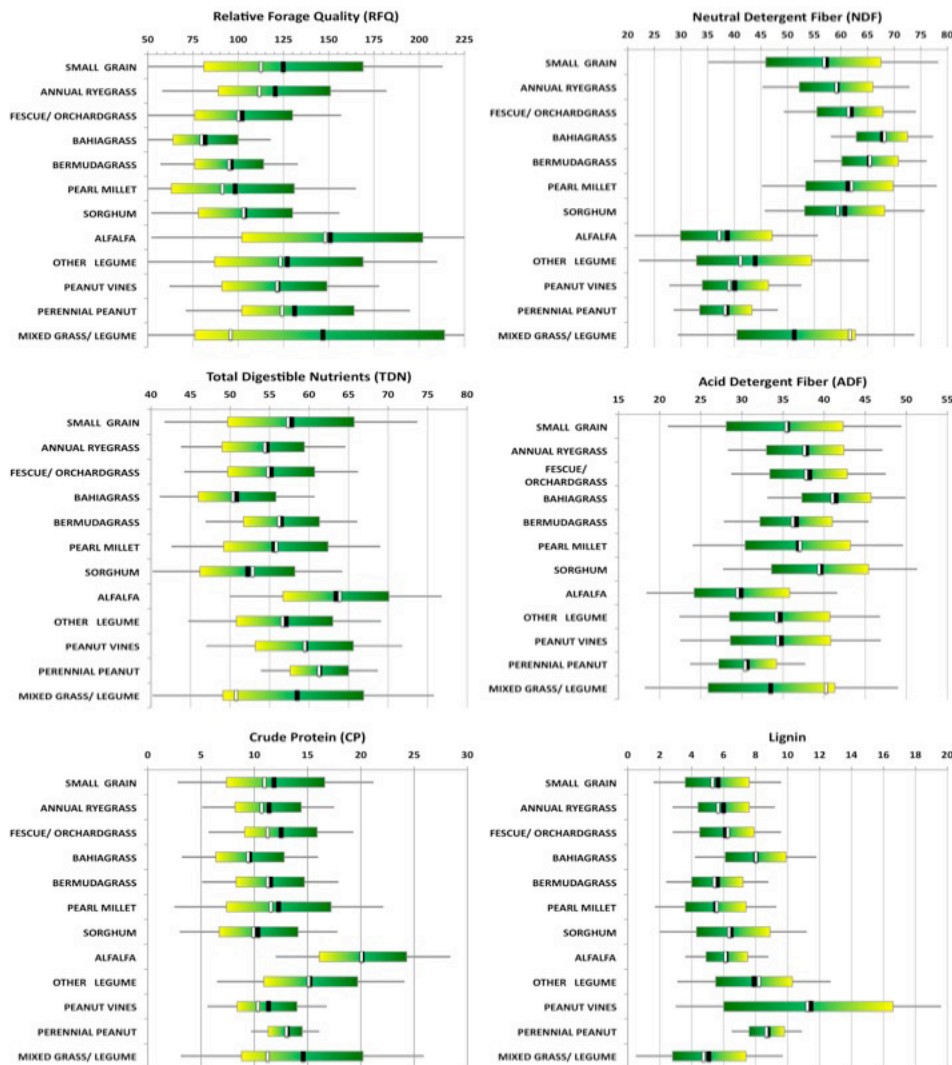 Relative Forage Quality (RFQ)
50 75 100 125 150 175 200 225
SMALL GRAIN
ANNUAL RYEGRASS
FESCUE/ ORCHARDGRASS
BAHIAGRASS
BERMUDAGRASS
PEARL MILLET
SORGHUM
ALFALFA
OTHER LEGUME
PEANUT VINES
PERENNIAL PEANUT
MIXED GRASS/ LEGUME
Neutral Detergent Fiber (NDF)
20 25 35 45 55 65 75 80
SMALL GRAIN
ANNUAL RYEGRASS
FESCUE/ ORCHARDGRASS
BAHIAGRASS
BERMUDAGRASS
PEARL MILLET
SORGHUM
ALFALFA
OTHER LEGUME
PEANUT VINES
PERENNIAL PEANUT
MIXED GRASS/ LEGUME
Total Digestible Nutrients (TDN)
40 45 50 55 60 65 70 75 80
SMALL GRAIN
ANNUAL RYEGRASS
FESCUE/ ORCHARDGRASS
BAHIAGRASS
BERMUDAGRASS
PEARL MILLET
SORGHUM
ALFALFA
OTHER LEGUME
PEANUT VINES
PERENNIAL PEANUT
MIXED GRASS/ LEGUME
Acid Detergent Fiber (ADF)
15 20 25 30 35 40 45 50 55
SMALL GRAIN
ANNUAL RYEGRASS
FESCUE/
ORCHARDGRASS
BAHIAGRASS
BERMUDAGRASS
PEARL MILLET
SORGHUM
ALFALFA
OTHER LEGUME
PEANUT VINES
PERENNIAL PEANUT
MIXED GRASS/ LEGUME
Crude Protein (CP)
0 5 10 15 20 25 30
SMALL GRAIN
ANNUAL RYEGRASS
FESCUE/ ORCHARDGRASS
BAHIAGRASS
BERMUDAGRASS
PEARL MILLET
SORGHUM
ALFALFA
OTHER LEGUME
PEANUT VINES
PERENNIAL PEANUT
MIXED GRASS/ LEGUME
Lignin
0 2 4 6 8 10 12 14 16 18 20
SMALL GRAIN
ANNUAL RYEGRASS
FESCUE/ ORCHARDGRASS
BAHIAGRASS
BERMUDAGRASS
PEARL MILLET
SORGHUM
ALFALFA
OTHER LEGUME
PEANUT VINES
PERENNIAL PEANUT
MIXED GRASS/ LEGUME